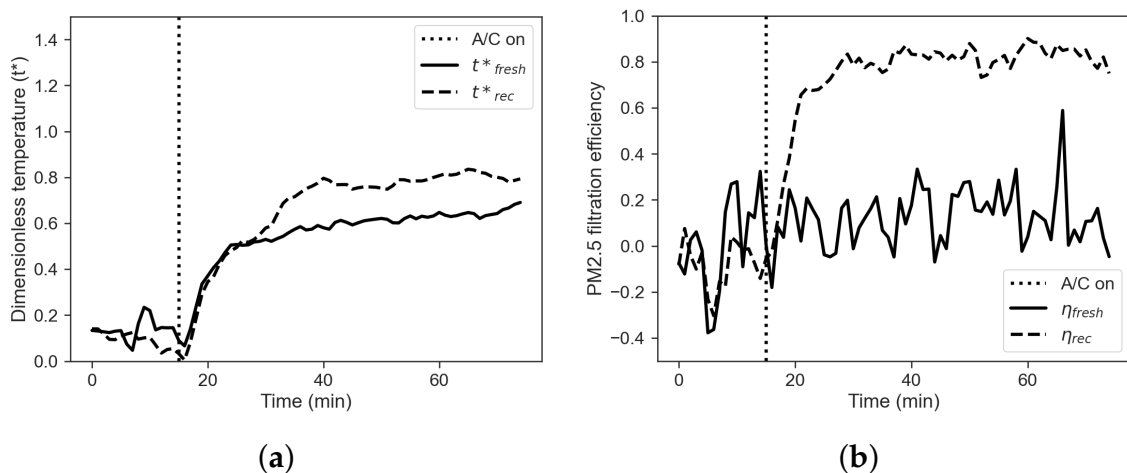 Dimensionless temperature (t*)
1.4
1.2
1.0
0.8
0.6
0.4
0.2
0.0
A/C on
t*fresh
t*rec
0 20 40 60
Time (min)
(a)
PM2.5 filtration efficiency
1.0
0.8
0.6
0.4
0.2
0.0
−0.2
−0.4
A/C on
ηfresh
ηrec
0 20 40 60
Time (min)
(b)